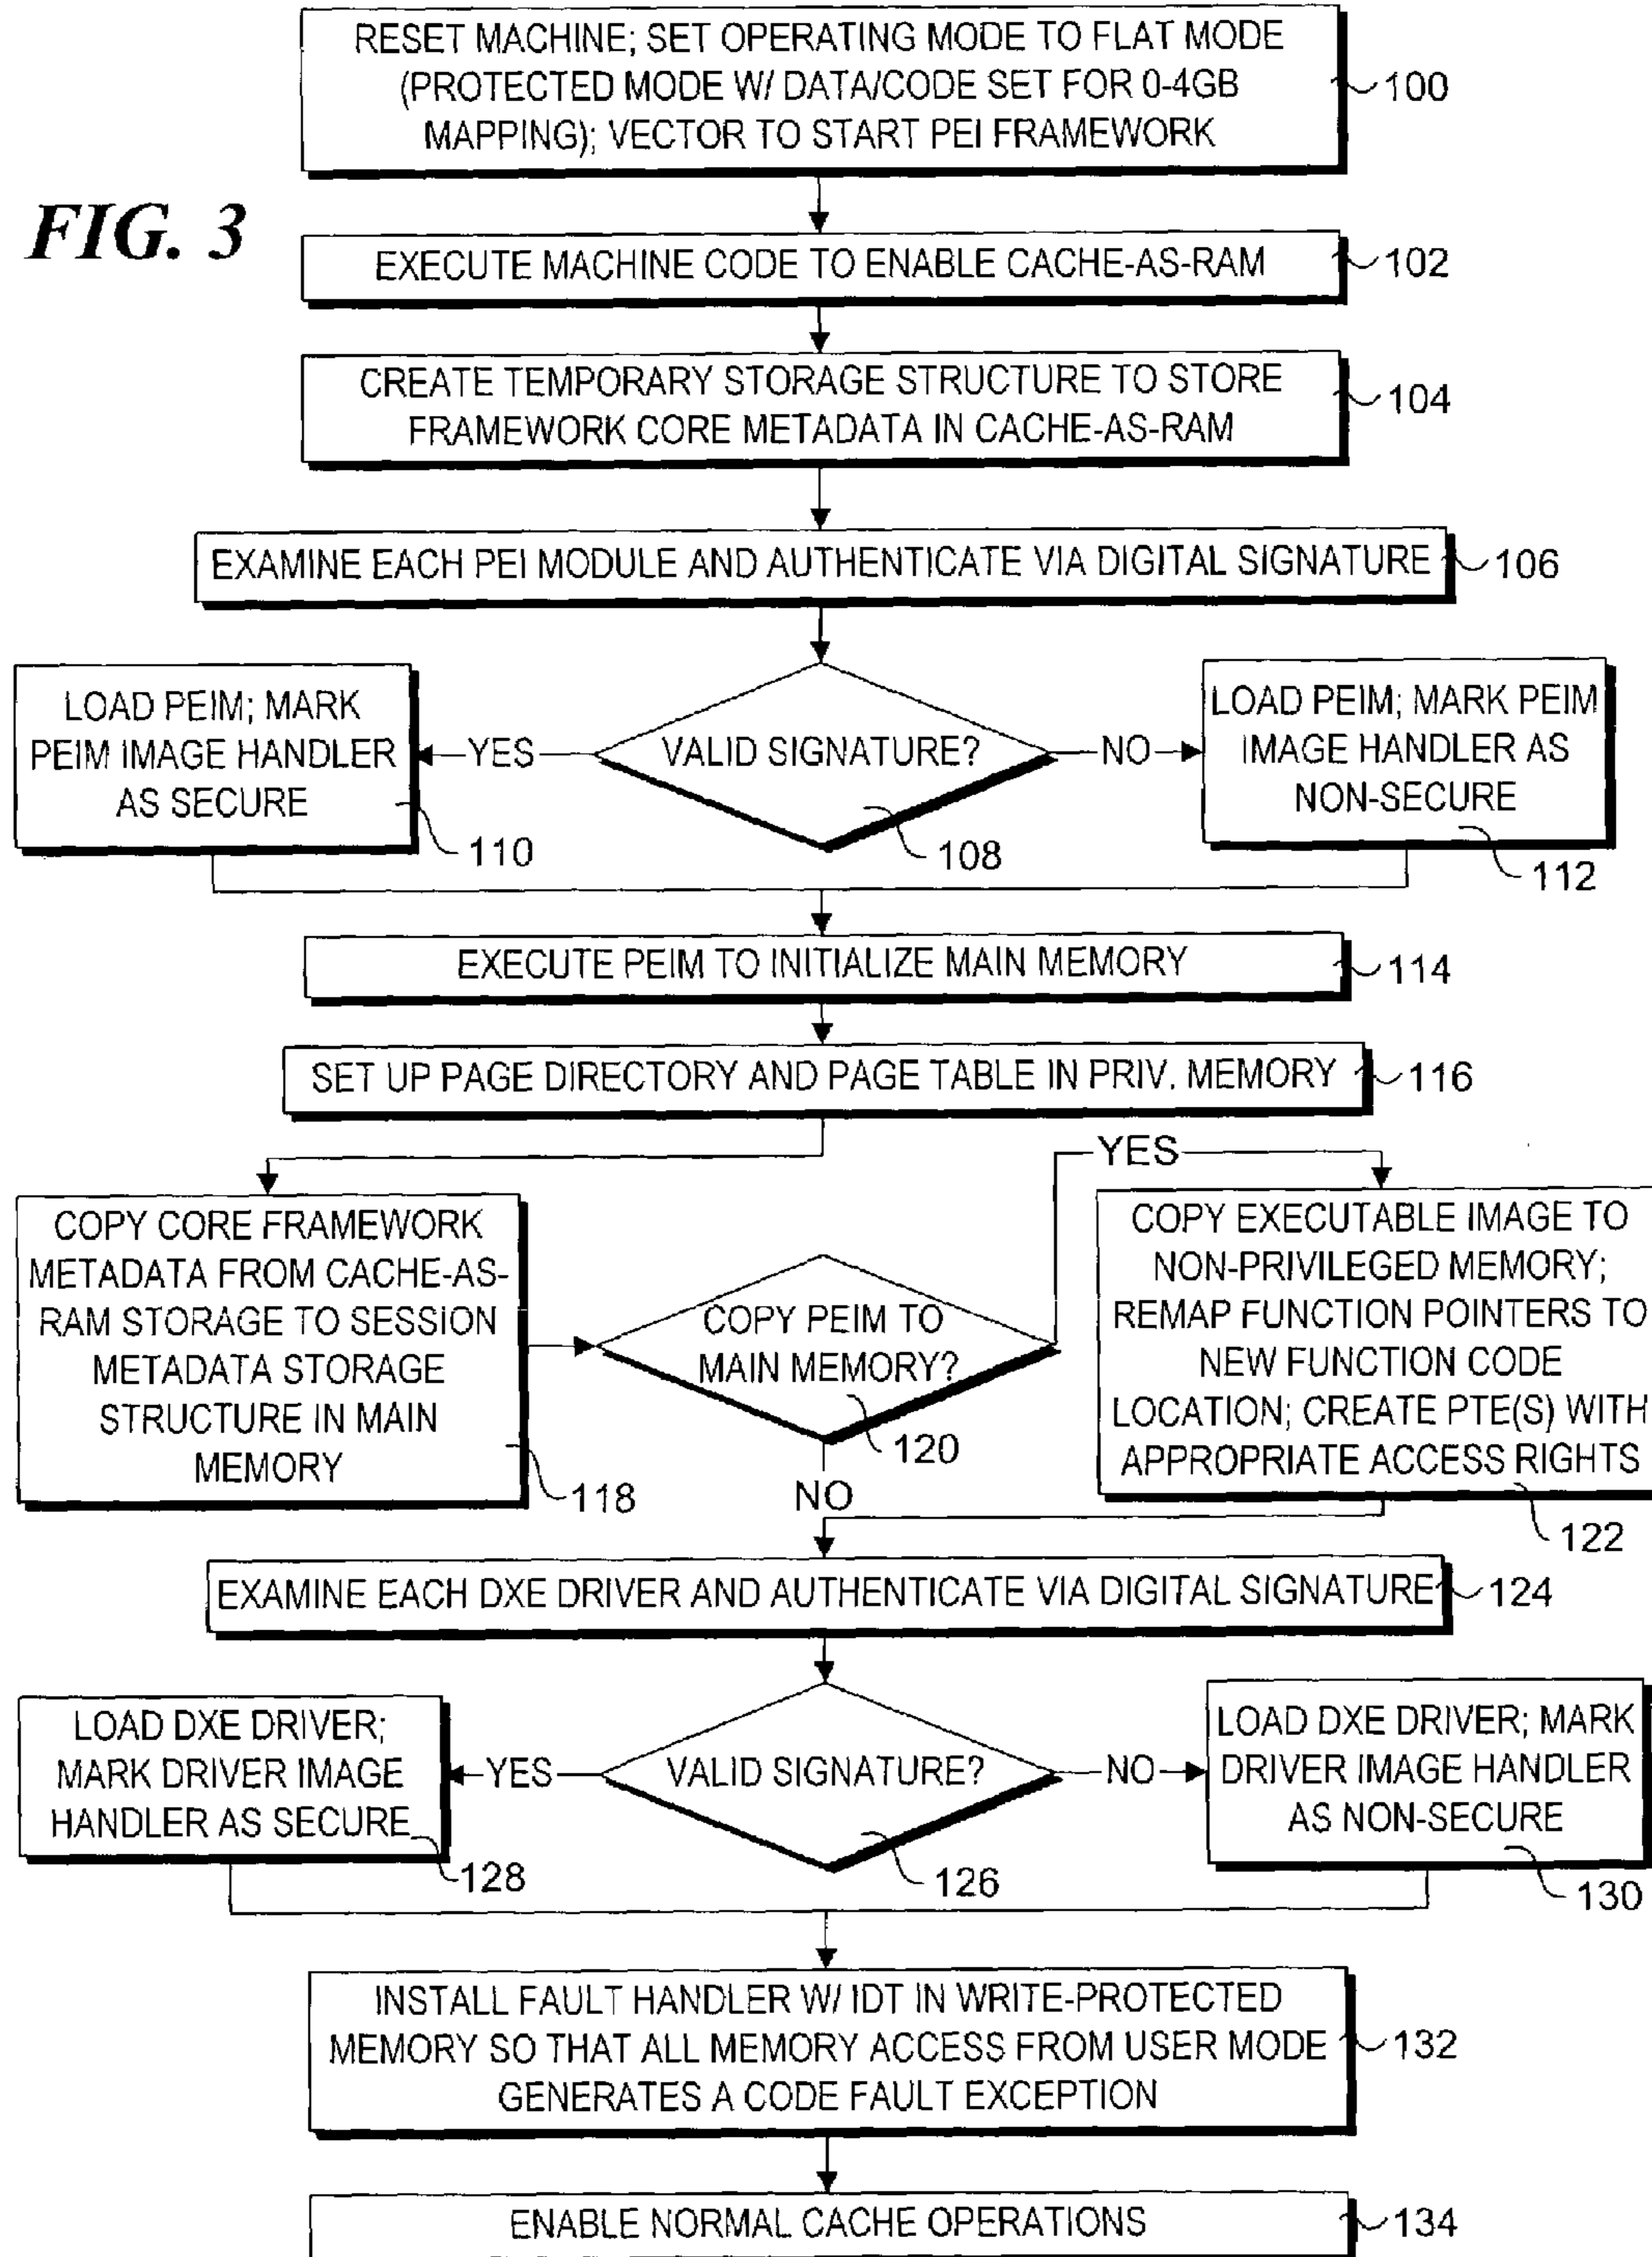 RESET MACHINE; SET OPERATING MODE TO FLAT MODE
(PROTECTED MODE W/ DATA/CODE SET FOR 0-4GB
MAPPING); VECTOR TO START PEI FRAMEWORK
100
FIG. 3
EXECUTE MACHINE CODE TO ENABLE CACHE-AS-RAM
102
CREATE TEMPORARY STORAGE STRUCTURE TO STORE
FRAMEWORK CORE METADATA IN CACHE-AS-RAM
104
EXAMINE EACH PEI MODULE AND AUTHENTICATE VIA DIGITAL SIGNATURE
106
LOAD PEIM; MARK
PEIM IMAGE HANDLER
AS SECURE
110
YES
VALID SIGNATURE?
108
NO
LOAD PEIM; MARK PEIM
IMAGE HANDLER AS
NON-SECURE
112
EXECUTE PEIM TO INITIALIZE MAIN MEMORY
114
SET UP PAGE DIRECTORY AND PAGE TABLE IN PRIV. MEMORY
116
COPY CORE FRAMEWORK
METADATA FROM CACHE-AS-
RAM STORAGE TO SESSION
METADATA STORAGE
STRUCTURE IN MAIN
MEMORY
118
COPY PEIM TO
MAIN MEMORY?
120
YES
NO
COPY EXECUTABLE IMAGE TO
NON-PRIVILEGED MEMORY;
REMAP FUNCTION POINTERS TO
NEW FUNCTION CODE
LOCATION; CREATE PTE(S) WITH
APPROPRIATE ACCESS RIGHTS
122
EXAMINE EACH DXE DRIVER AND AUTHENTICATE VIA DIGITAL SIGNATURE
124
LOAD DXE DRIVER;
MARK DRIVER IMAGE
HANDLER AS SECURE
128
YES
VALID SIGNATURE?
126
NO
LOAD DXE DRIVER; MARK
DRIVER IMAGE HANDLER
AS NON-SECURE
130
INSTALL FAULT HANDLER W/ IDT IN WRITE-PROTECTED
MEMORY SO THAT ALL MEMORY ACCESS FROM USER MODE
GENERATES A CODE FAULT EXCEPTION
132
ENABLE NORMAL CACHE OPERATIONS
134